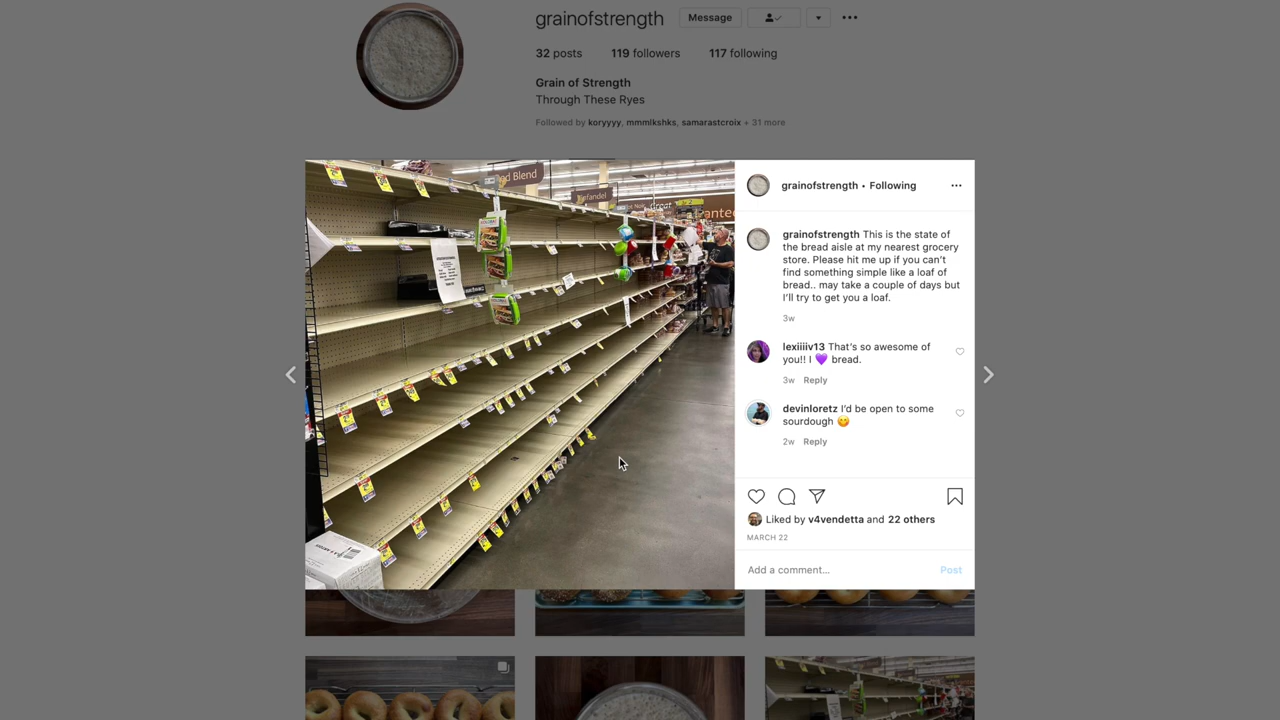 grainofstrength Message
32 posts 119 followers 117 following
Grain of Strength
Through These Ryes
Followed by koryyyy, mmmlkshks, samarastcroix + 31 more
Blend
Great
grainofstrength • Following
grainofstrength This is the state of
the bread aisle at my nearest grocery
store. Please hit me up if you can't
find something simple like a loaf of
bread.. may take a couple of days but
I'll try to get you a loaf.
3w
lexiiiiv13 That's so awesome of
you!! I 💜 bread.
3w Reply
devinloretz I'd be open to some
sourdough 😋
2w Reply
Liked by v4vendetta and 22 others
MARCH 22
Add a comment... Post